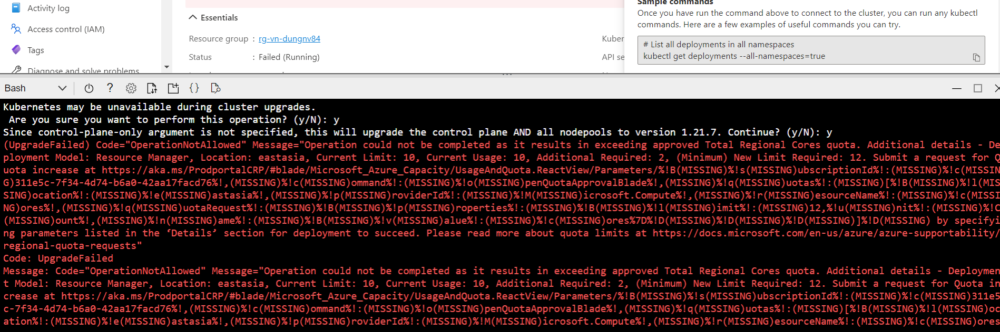 Activity log
Access control (IAM)
Tags
Diagnose and solve problems
Essentials
Resource group : rg-vn-dungnv84
Status : Failed (Running)
Kuber
API se
Sample commands
Once you have run the command above to connect to the cluster, you can run any kubectl
commands. Here are a few examples of useful commands you can try.
# List all deployments in all namespaces
kubectl get deployments --all-namespaces=true
Bash
Kubernetes may be unavailable during cluster upgrades.
Are you sure you want to perform this operation? (y/N): y
Since control-plane-only argument is not specified, this will upgrade the control plane AND all nodepools to version 1.21.7. Continue? (y/N): y
(UpgradeFailed) Code="OperationNotAllowed" Message="Operation could not be completed as it results in exceeding approved Total Regional Cores quota. Additional details - De
ployment Model: Resource Manager, Location: eastasia, Current Limit: 10, Current Usage: 10, Additional Required: 2, (Minimum) New Limit Required: 12. Submit a request for Q
uota increase at https://aka.ms/ProdportalCRP/#blade/Microsoft_Azure_Capacity/UsageAndQuota.ReactView/Parameters/%!B(MISSING)%!s(MISSING)ubscriptionId%!:(MISSING)%!c(MISSIN
G)311e5c-7f34-4d74-b6a0-42aa17facd76%!,(MISSING)%!c(MISSING)ommand%!:(MISSING)%!o(MISSING)penQuotaApprovalBlade%!,(MISSING)%!q(MISSING)uotas%!:(MISSING)[%!B(MISSING)%!l(MIS
SING)ocation%!:(MISSING)%!e(MISSING)astasia%!,(MISSING)%!p(MISSING)roviderId%!:(MISSING)%!M(MISSING)icrosoft.Compute%!,(MISSING)%!r(MISSING)esourceName%!:(MISSING)%!c(MISSI
NG)ores%!,(MISSING)%!q(MISSING)uotaRequest%!:(MISSING)%!B(MISSING)%!p(MISSING)roperties%!:(MISSING)%!B(MISSING)%!l(MISSING)imit%!:(MISSING)12,%!u(MISSING)nit%!:(MISSING)%!C
(MISSING)ount%!,(MISSING)%!n(MISSING)ame%!:(MISSING)%!B(MISSING)%!v(MISSING)alue%!:(MISSING)%!c(MISSING)ores%7D%!D(MISSING)%!D(MISSING)%!D(MISSING)]%!D(MISSING) by specifyi
ng parameters listed in the ‘Details’ section for deployment to succeed. Please read more about quota limits at https://docs.microsoft.com/en-us/azure/azure-supportability/
regional-quota-requests"
Code: UpgradeFailed
Message: Code="OperationNotAllowed" Message="Operation could not be completed as it results in exceeding approved Total Regional Cores quota. Additional details - Deploymen
t Model: Resource Manager, Location: eastasia, Current Limit: 10, Current Usage: 10, Additional Required: 2, (Minimum) New Limit Required: 12. Submit a request for Quota in
crease at https://aka.ms/ProdportalCRP/#blade/Microsoft_Azure_Capacity/UsageAndQuota.ReactView/Parameters/%!B(MISSING)%!s(MISSING)ubscriptionId%!:(MISSING)%!c(MISSING)311e5
c-7f34-4d74-b6a0-42aa17facd76%!,(MISSING)%!c(MISSING)ommand%!:(MISSING)%!o(MISSING)penQuotaApprovalBlade%!,(MISSING)%!q(MISSING)uotas%!:(MISSING)[%!B(MISSING)%!l(MISSING)oc
ation%!:(MISSING)%!e(MISSING)astasia%!,(MISSING)%!p(MISSING)roviderId%!:(MISSING)%!M(MISSING)icrosoft.Compute%!,(MISSING)%!r(MISSING)esourceName%!:(MISSING)%!c(MISSING)ores